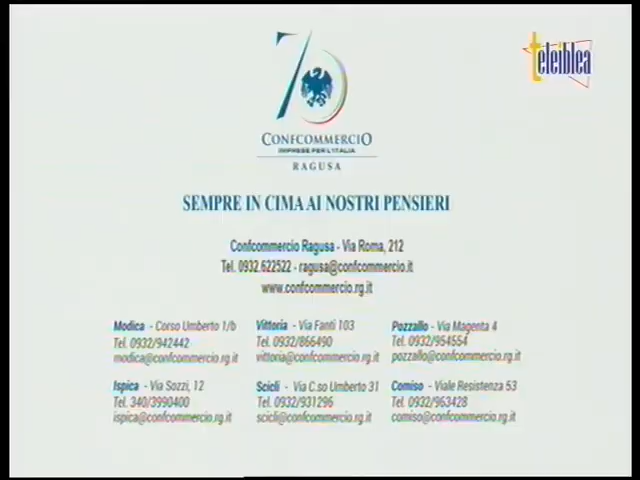 teleiblea
70
CONFCOMMERCIO
IMPRESE PER L'ITALIA
RAGUSA
SEMPRE IN CIMA AI NOSTRI PENSIERI
Confcommercio Ragusa - Via Roma, 212
Tel. 0932.622522 - ragusa@confcommercio.it
www.confcommercio.rg.it
Modica - Corso Umberto 1/b
Tel. 0932/942442
modica@confcommercio.rg.it
Vittoria - Via Fanti 103
Tel. 0932/866490
vittoria@confcommercio.rg.it
Pozzallo - Via Magenta 4
Tel. 0932/954554
pozzallo@confcommercio.rg.it
Ispica - Via Sozzi, 12
Tel. 340/3990400
ispica@confcommercio.rg.it
Scicli - Via C.so Umberto 31
Tel. 0932/931296
scicli@confcommercio.rg.it
Comiso - Viale Resistenza 53
Tel. 0932/963428
comiso@confcommercio.rg.it